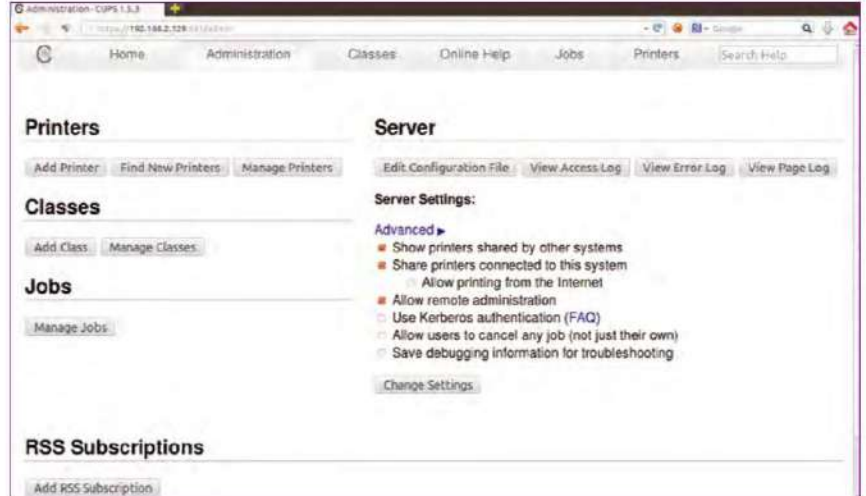 Administration - CUPS 1.5.3
https://192.168.2.129
Google
Home Administration Classes Online Help Jobs Printers Search Help
Printers
Add Printer Find New Printers Manage Printers
Classes
Add Class Manage Classes
Jobs
Manage Jobs
Server
Edit Configuration File View Access Log View Error Log View Page Log
Server Settings:
Advanced ▸
Show printers shared by other systems
Share printers connected to this system
Allow printing from the Internet
Allow remote administration
Use Kerberos authentication (FAQ)
Allow users to cancel any job (not just their own)
Save debugging information for troubleshooting
Change Settings
RSS Subscriptions
Add RSS Subscription